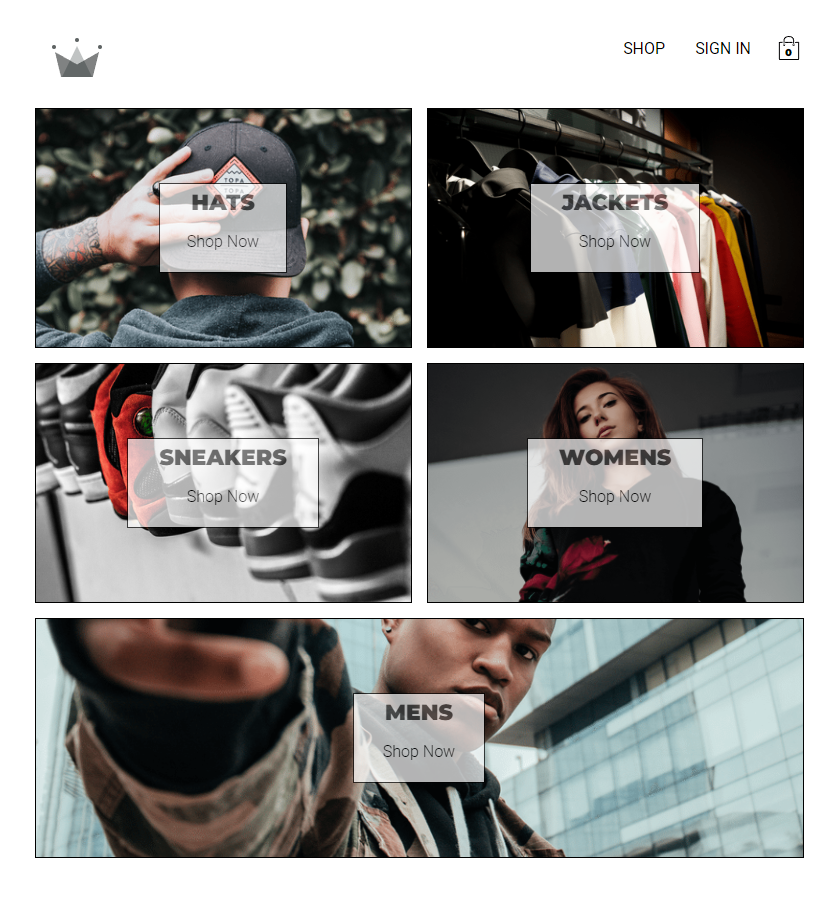 SHOP SIGN IN
0
TOPA
TOPA
HATS
Shop Now
JACKETS
Shop Now
SNEAKERS
Shop Now
WOMENS
Shop Now
MENS
Shop Now